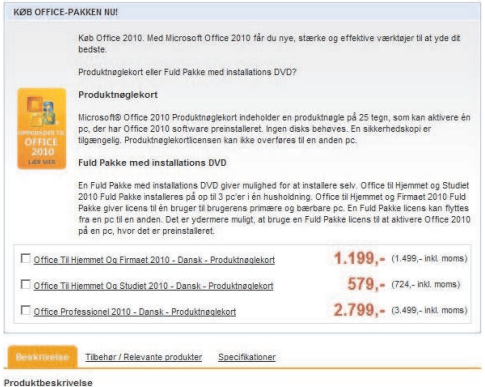 KØB OFFICE-PAKKEN NU!
Køb Office 2010. Med Microsoft Office 2010 får du nye, stærke og effektive værktøjer til at yde dit
bedste.
Produktnøglekort eller Fuld Pakke med installations DVD?
Produktnøglekort
Microsoft® Office 2010 Produktnøglekort indeholder en produktnøgle på 25 tegn, som kan aktivere én
pc, der har Office 2010 software preinstalleret. Ingen disks behøves. En sikkerhedskopi er
tilgængelig. Produktnøglekortlicensen kan ikke overføres til en anden pc.
OPGRADER TIL
OFFICE
2010
LÆS MER
Fuld Pakke med installations DVD
En Fuld Pakke med installations DVD giver mulighed for at installere selv. Office til Hjemmet og Studiet
2010 Fuld Pakke installeres på op til 3 pc'er i én husholdning. Office til Hjemmet og Firmaet 2010 Fuld
Pakke giver licens til én bruger til brugerens primære og bærbare pc. En Fuld Pakke licens kan flyttes
fra en pc til en anden. Det er ydermere muligt, at bruge en Fuld Pakke licens til at aktivere Office 2010
på en pc, hvor det er preinstalleret.
Office Til Hjemmet Og Firmaet 2010 - Dansk - Produktnøglekort 1.199,- (1.499,- inkl. moms)
Office Til Hjemmet Og Studiet 2010 - Dansk - Produktnøglekort 579,- (724,- inkl. moms)
Office Professionel 2010 - Dansk - Produktnøglekort 2.799,- (3.499,- inkl. moms)
Beskrivelse Tilbehør / Relevante produkter Specifikationer
Produktbeskrivelse